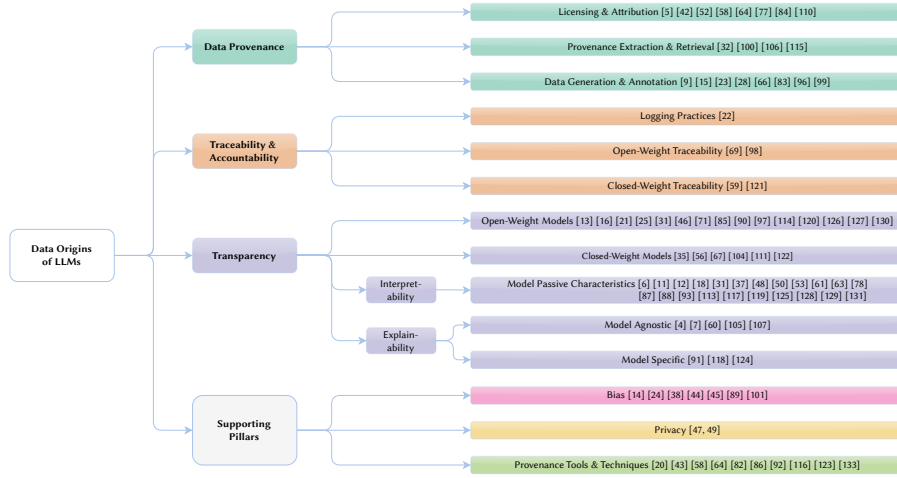 Data Origins
of LLMs
Data Provenance
Licensing & Attribution [5] [42] [52] [58] [64] [77] [84] [110]
Provenance Extraction & Retrieval [32] [100] [106] [115]
Data Generation & Annotation [9] [15] [23] [28] [66] [83] [96] [99]
Traceability &
Accountability
Logging Practices [22]
Open-Weight Traceability [69] [98]
Closed-Weight Traceability [59] [121]
Transparency
Open-Weight Models [13] [16] [21] [25] [31] [46] [71] [85] [90] [97] [114] [120] [126] [127] [130]
Closed-Weight Models [35] [56] [67] [104] [111] [122]
Interpret-
ability
Model Passive Characteristics [6] [11] [12] [18] [31] [37] [48] [50] [53] [61] [63] [78]
[87] [88] [93] [113] [117] [119] [125] [128] [129] [131]
Explain-
ability
Model Agnostic [4] [7] [60] [105] [107]
Model Specific [91] [118] [124]
Supporting
Pillars
Bias [14] [24] [38] [44] [45] [89] [101]
Privacy [47, 49]
Provenance Tools & Techniques [20] [43] [58] [64] [82] [86] [92] [116] [123] [133]